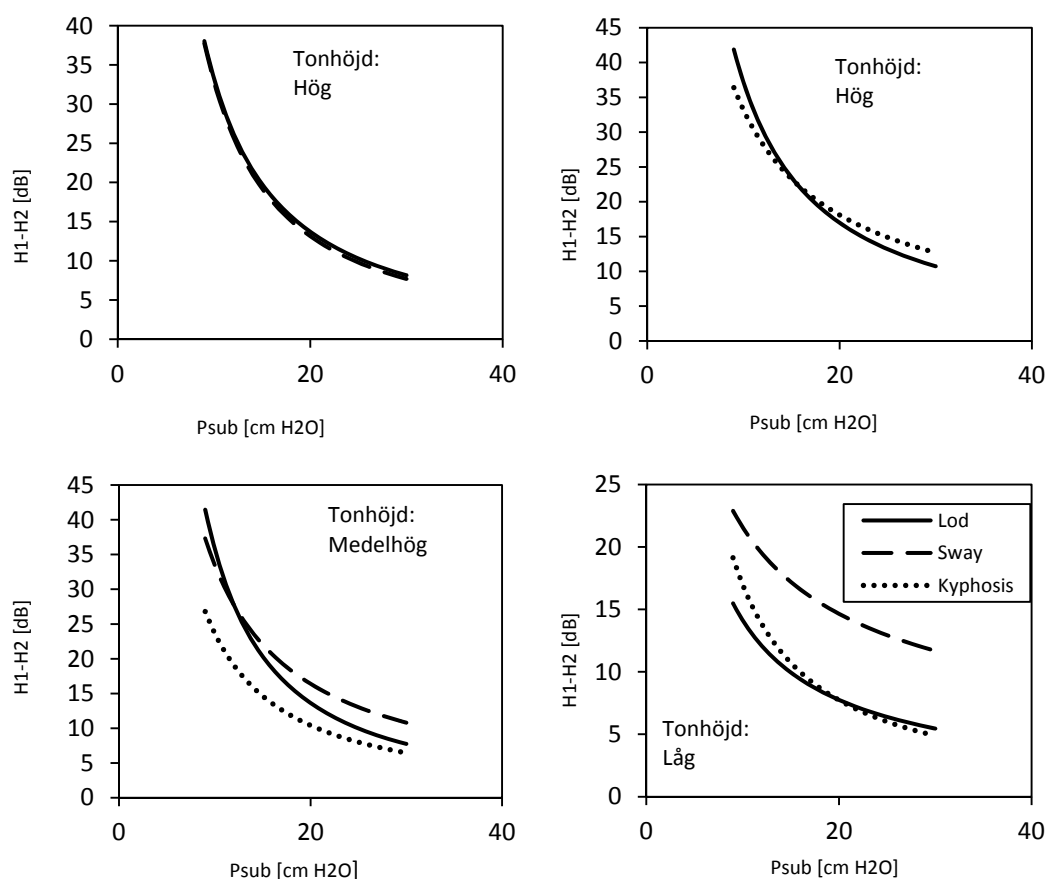 40
35
30
25
20
15
10
5
0
H1-H2 [dB]
Tonhöjd:
Hög
0 20 40
Psub [cm H2O]
45
40
35
30
25
20
15
10
5
0
H1-H2 [dB]
Tonhöjd:
Hög
0 20 40
Psub [cm H2O]
45
40
35
30
25
20
15
10
5
0
H1-H2 [dB]
Tonhöjd:
Medelhög
0 20 40
Psub [cm H2O]
25
20
15
10
5
0
H1-H2 [dB]
Lod
Sway
Kyphosis
Tonhöjd:
Låg
0 20 40
Psub [cm H2O]